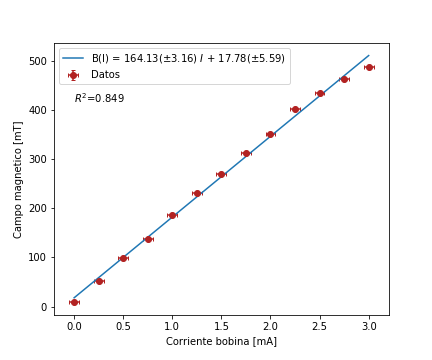 B(I) = 164.13(±3.16) I + 17.78(±5.59)
Datos
R²=0.849
Campo magnetico [mT]
500
400
300
200
100
0
0.0 0.5 1.0 1.5 2.0 2.5 3.0
Corriente bobina [mA]